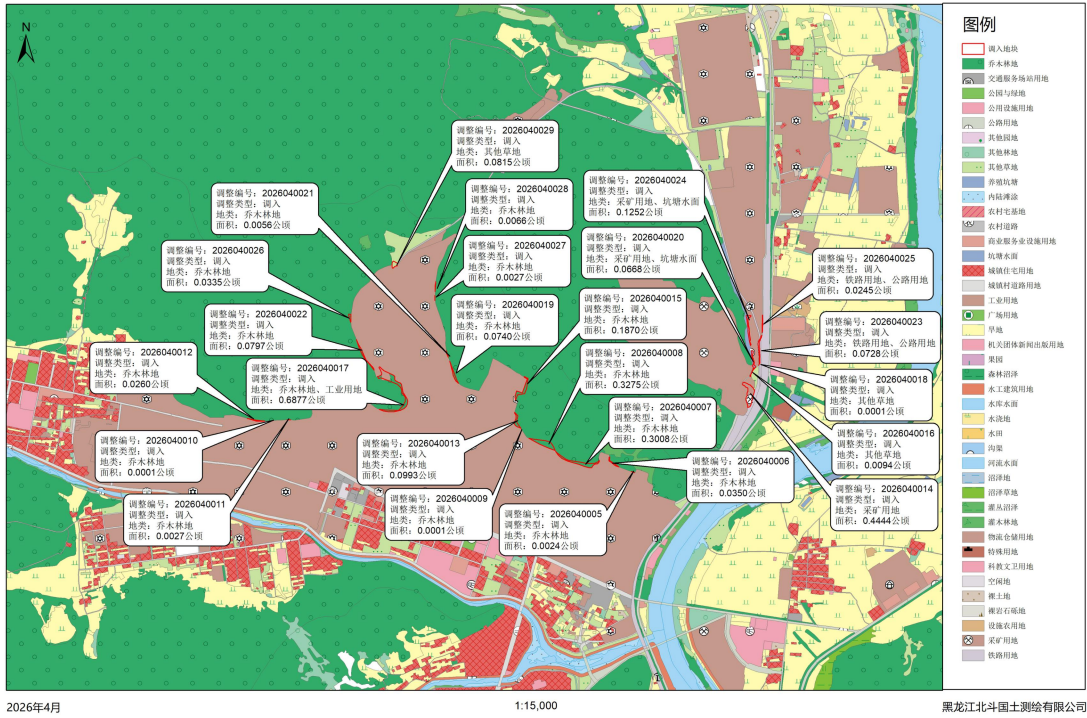 N
调整编号：2026040029
调整类型：调入
地类：其他草地
面积：0.0815公顷
调整编号：2026040021
调整类型：调入
地类：乔木林地
面积：0.0056公顷
调整编号：2026040028
调整类型：调入
地类：乔木林地
面积：0.0066公顷
调整编号：2026040024
调整类型：调入
地类：采矿用地、坑塘水面
面积：0.1252公顷
调整编号：2026040026
调整类型：调入
地类：乔木林地
面积：0.0335公顷
调整编号：2026040027
调整类型：调入
地类：乔木林地
面积：0.0027公顷
调整编号：2026040020
调整类型：调入
地类：采矿用地、坑塘水面
面积：0.0668公顷
调整编号：2026040025
调整类型：调入
地类：铁路用地、公路用地
面积：0.0245公顷
调整编号：2026040022
调整类型：调入
地类：乔木林地
面积：0.0797公顷
调整编号：2026040019
调整类型：调入
地类：乔木林地
面积：0.0740公顷
调整编号：2026040015
调整类型：调入
地类：乔木林地
面积：0.1870公顷
调整编号：2026040023
调整类型：调入
地类：铁路用地、公路用地
面积：0.0728公顷
调整编号：2026040012
调整类型：调入
地类：乔木林地
面积：0.0260公顷
调整编号：2026040017
调整类型：调入
地类：乔木林地、工业用地
面积：0.6877公顷
调整编号：2026040008
调整类型：调入
地类：乔木林地
面积：0.3275公顷
调整编号：2026040018
调整类型：调入
地类：其他草地
面积：0.0001公顷
调整编号：2026040007
调整类型：调入
地类：乔木林地
面积：0.3008公顷
调整编号：2026040010
调整类型：调入
地类：乔木林地
面积：0.0001公顷
调整编号：2026040013
调整类型：调入
地类：乔木林地
面积：0.0993公顷
调整编号：2026040016
调整类型：调入
地类：其他草地
面积：0.0094公顷
调整编号：2026040006
调整类型：调入
地类：乔木林地
面积：0.0350公顷
调整编号：2026040011
调整类型：调入
地类：乔木林地
面积：0.0027公顷
调整编号：2026040009
调整类型：调入
地类：乔木林地
面积：0.0001公顷
调整编号：2026040005
调整类型：调入
地类：乔木林地
面积：0.0024公顷
调整编号：2026040014
调整类型：调入
地类：采矿用地
面积：0.4444公顷
图例
调入地块
乔木林地
交通服务场站用地
公园与绿地
公用设施用地
公路用地
其他园地
其他林地
其他草地
养殖坑塘
内陆滩涂
农村宅基地
农村道路
商业服务业设施用地
坑塘水面
城镇住宅用地
城镇村道路用地
工业用地
广场用地
旱地
机关团体新闻出版用地
果园
森林沼泽
水工建筑用地
水库水面
水浇地
水田
沟渠
河流水面
沼泽地
沼泽草地
灌丛沼泽
灌木林地
物流仓储用地
特殊用地
科教文卫用地
空闲地
裸土地
裸岩石砾地
设施农用地
采矿用地
铁路用地
2026年4月
1:15,000
黑龙江北斗国土测绘有限公司